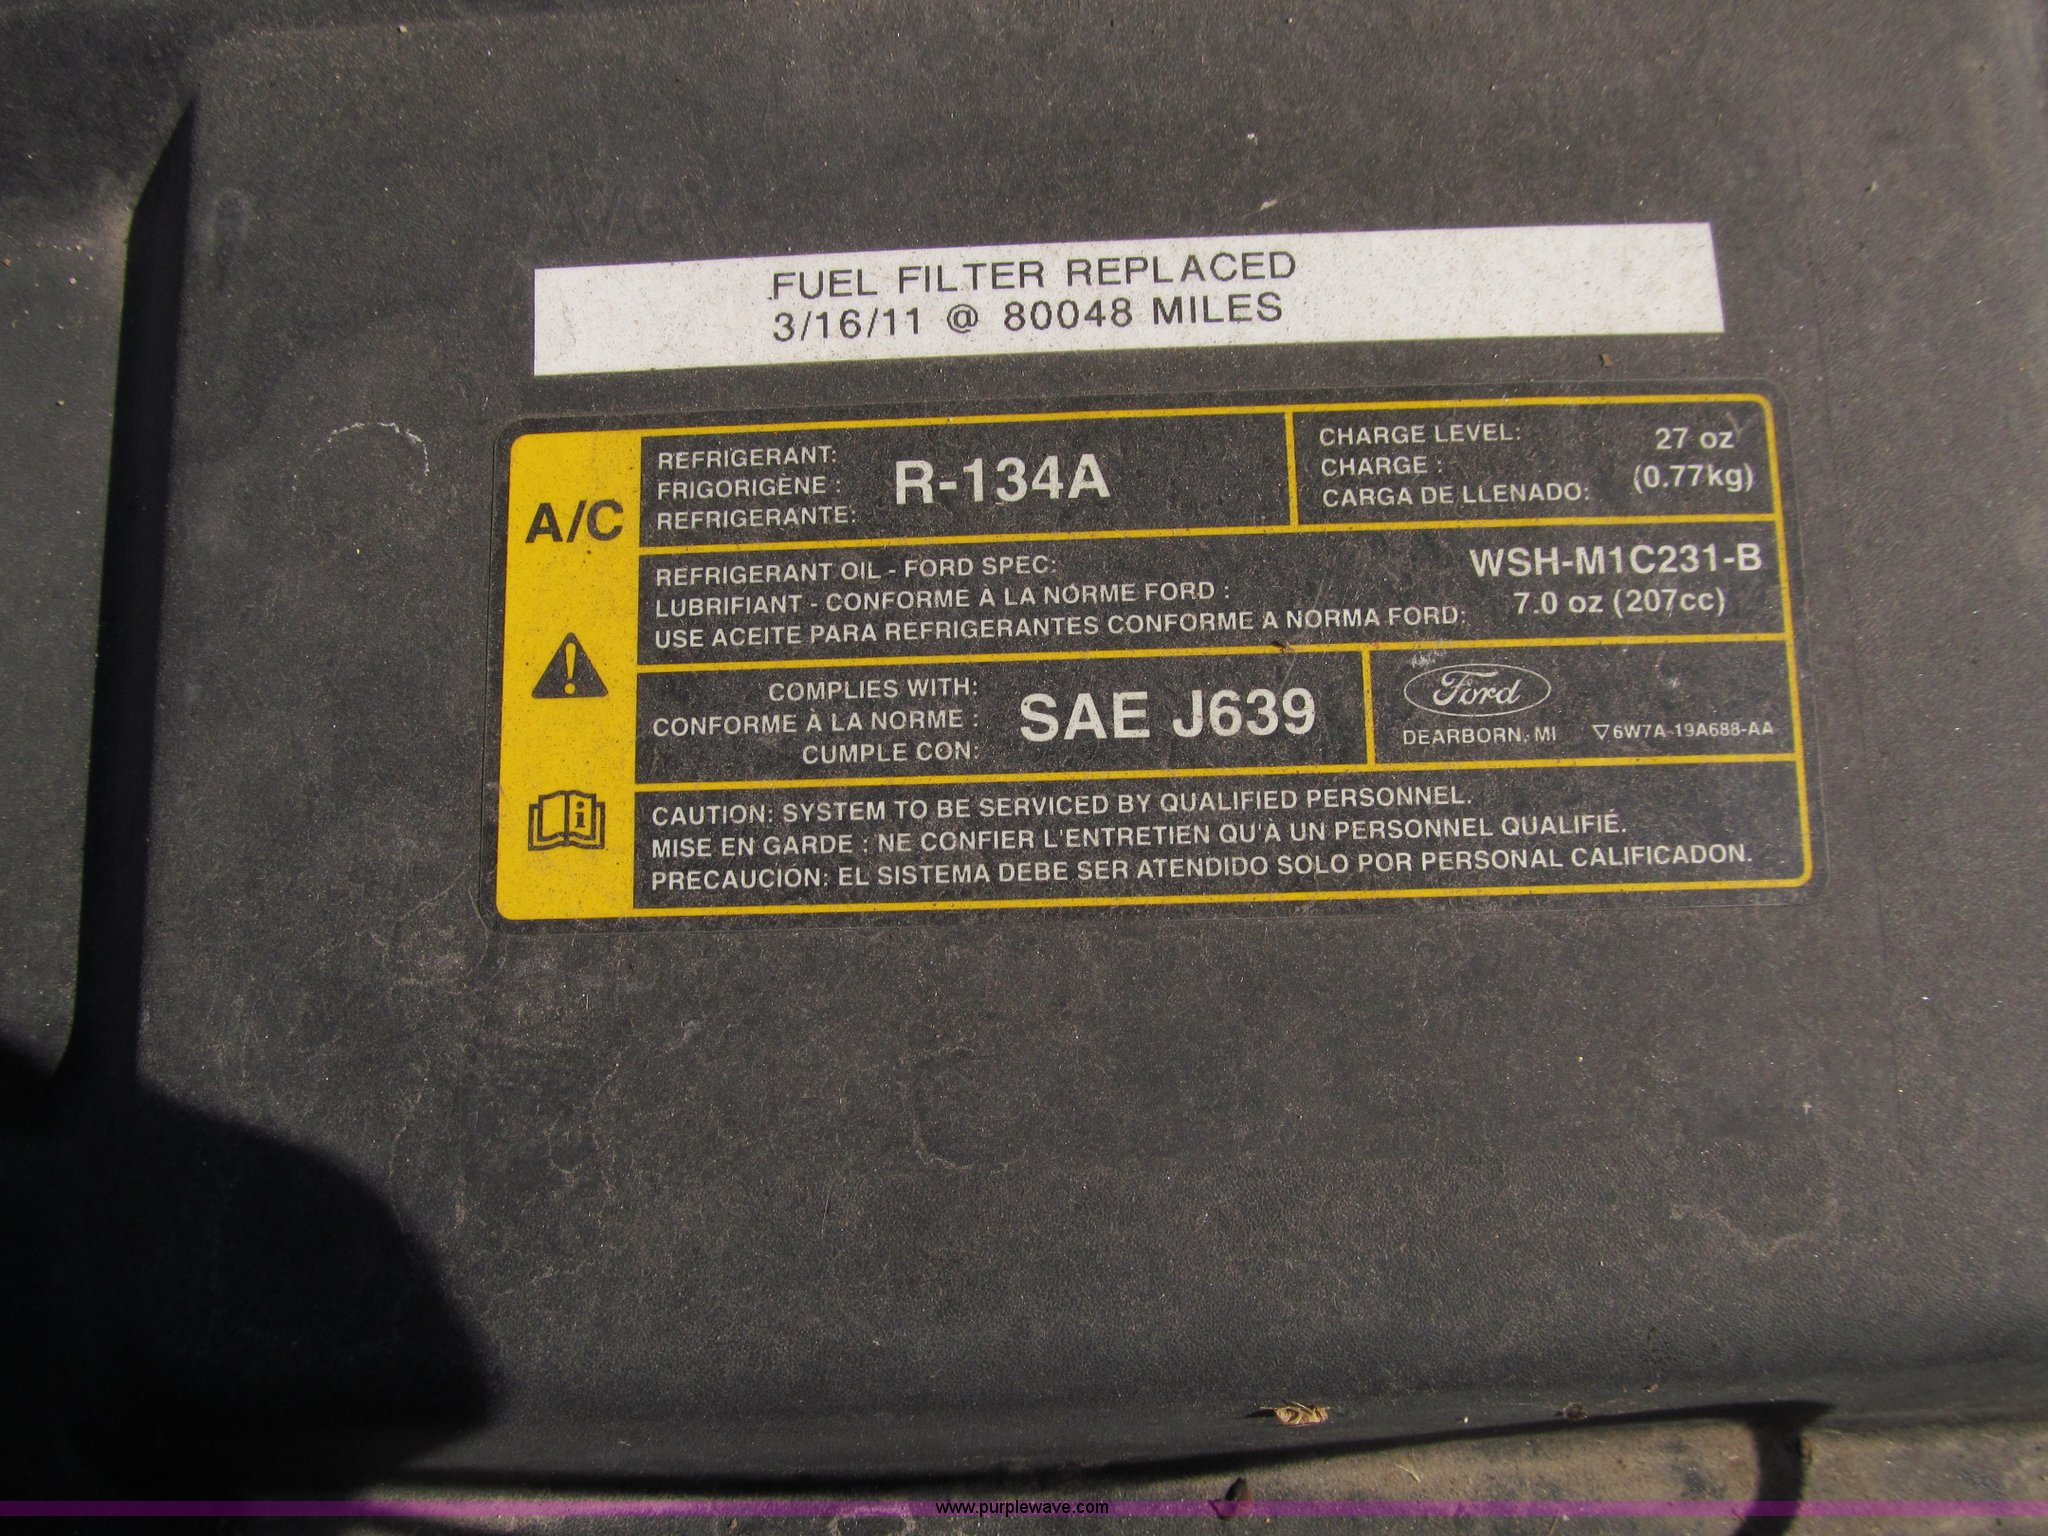 FUEL FILTER REPLACED
3/16/11 @ 80048 MILES
A/C
REFRIGERANT:
FRIGORIGÈNE :
REFRIGERANTE:
R-134A
CHARGE LEVEL:
CHARGE :
CARGA DE LLENADO:
27 oz
(0.77kg)
REFRIGERANT OIL - FORD SPEC:
LUBRIFIANT - CONFORME À LA NORME FORD :
USE ACEITE PARA REFRIGERANTES CONFORME A NORMA FORD:
WSH-M1C231-B
7.0 oz (207cc)
COMPLIES WITH:
CONFORME À LA NORME :
CUMPLE CON:
SAE J639
Ford
DEARBORN, MI
▽6W7A-19A688-AA
CAUTION: SYSTEM TO BE SERVICED BY QUALIFIED PERSONNEL.
MISE EN GARDE : NE CONFIER L'ENTRETIEN QU'À UN PERSONNEL QUALIFIÉ.
PRECAUCION: EL SISTEMA DEBE SER ATENDIDO SOLO POR PERSONAL CALIFICADON.
www.purplewave.com